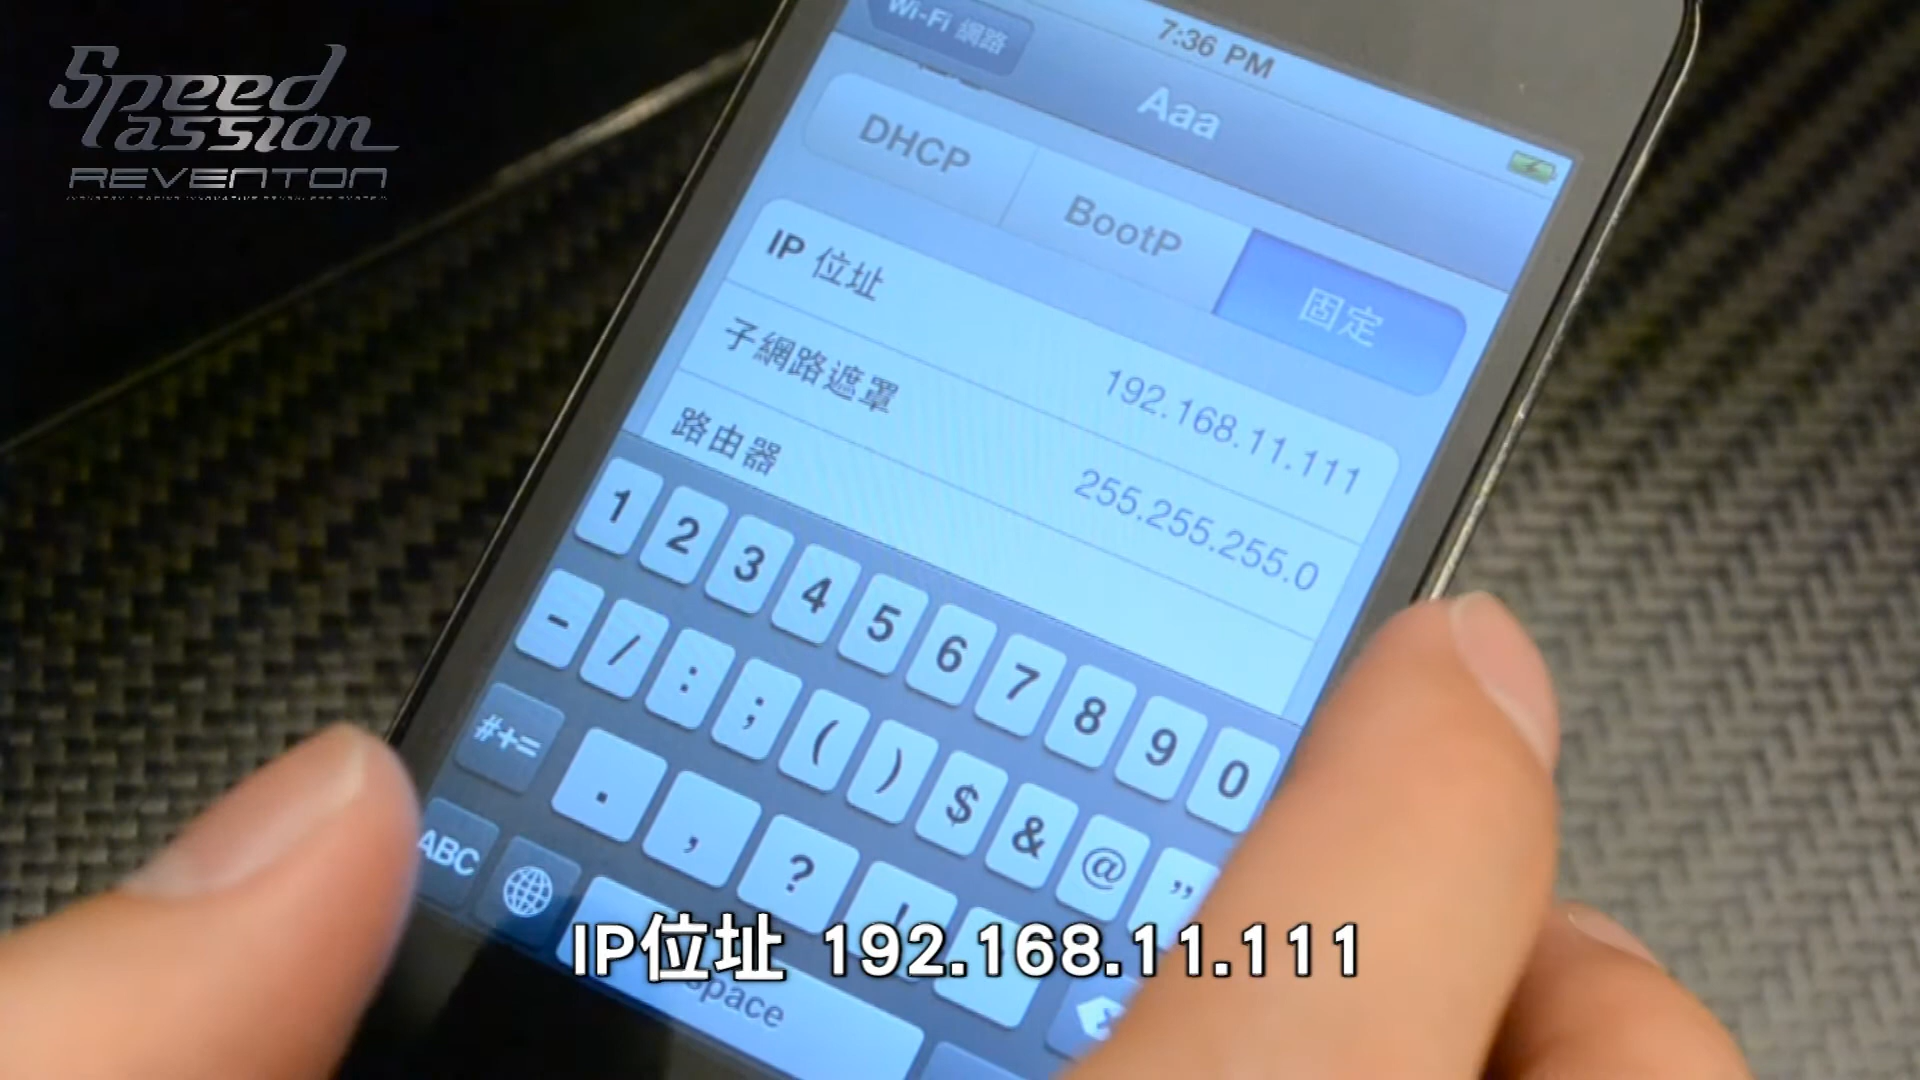 Speed Passion
REVENTON
Wi-Fi 網路
7:36 PM
Aaa
DHCP
BootP
固定
IP 位址
192.168.11.111
子網路遮罩
255.255.255.0
路由器
1 2 3 4 5 6 7 8 9 0
- / : ; ( ) $ & @ ”
#+= . , ? !
ABC
space
IP位址 192.168.11.111